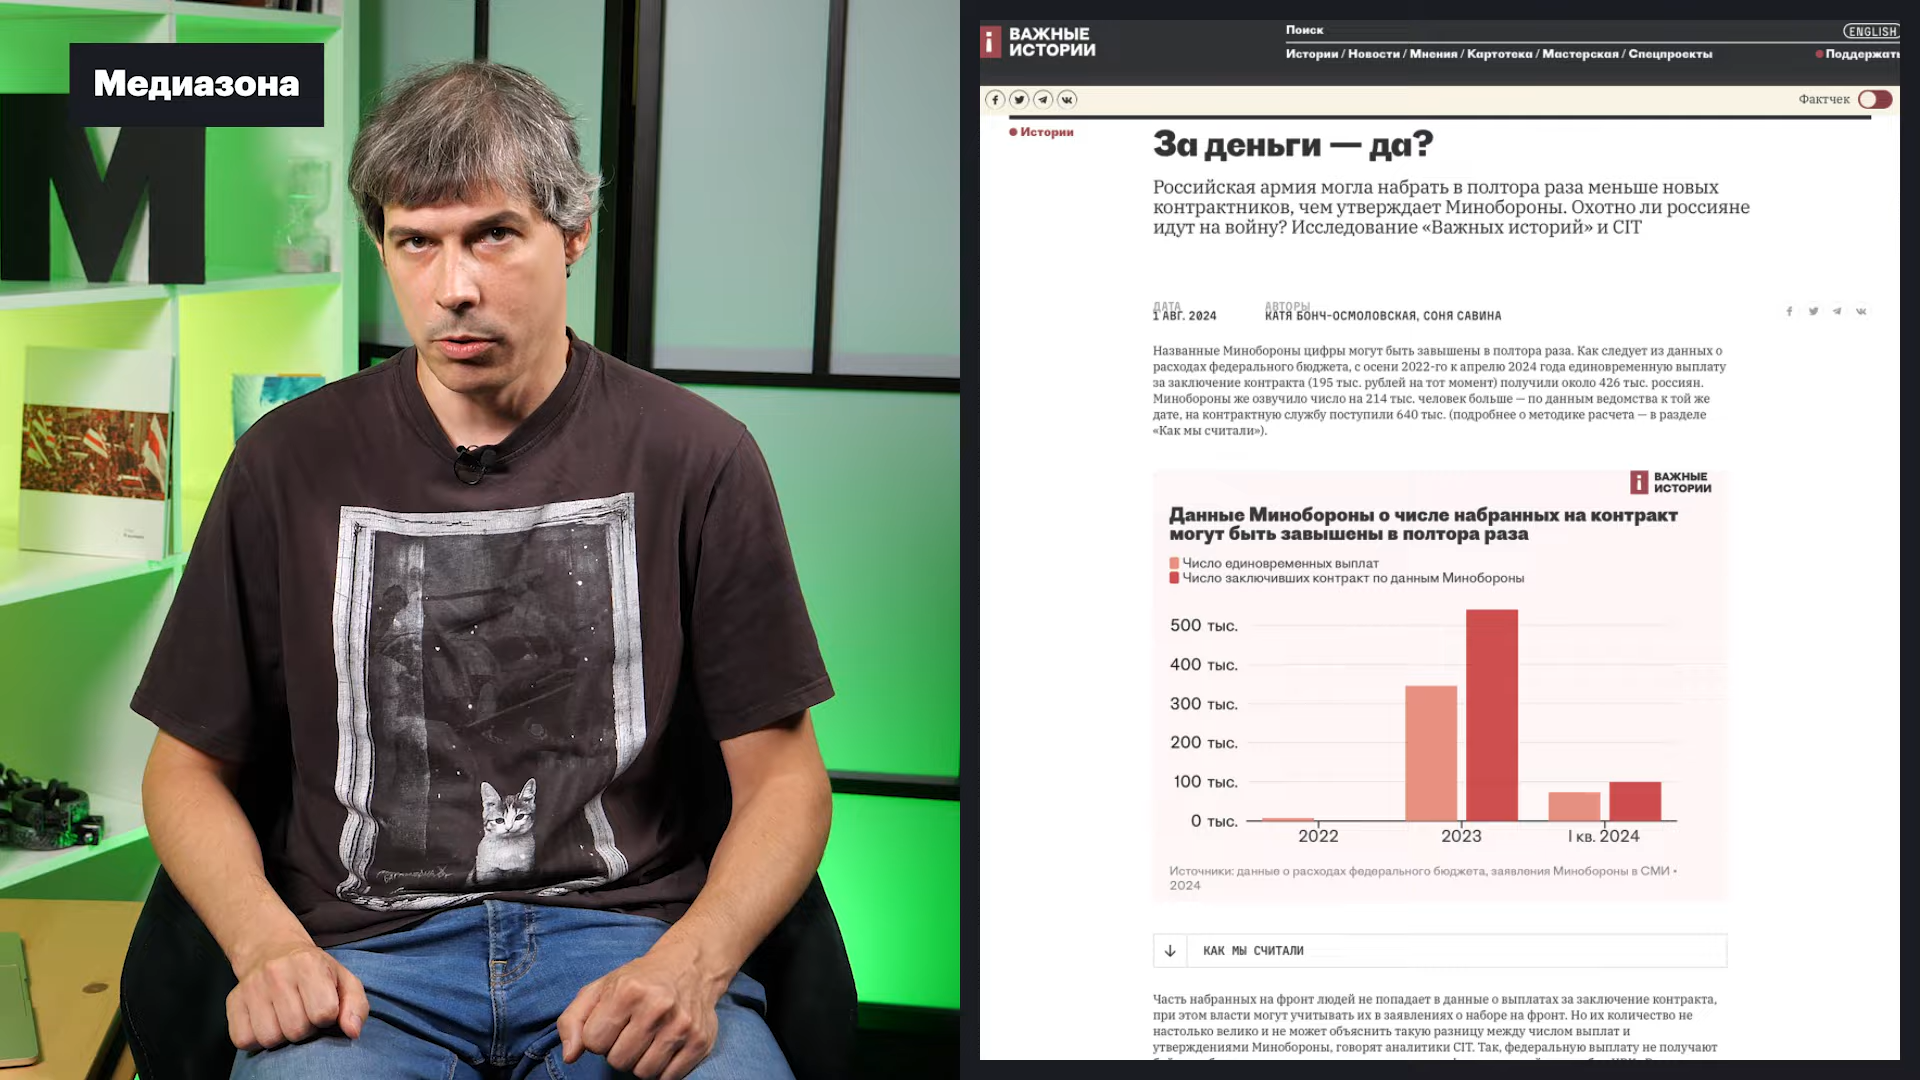 Медиазона
M
ВАЖНЫЕ
ИСТОРИИ
Поиск
ENGLISH
Истории / Новости / Мнения / Картотека / Мастерская / Спецпроекты
Поддержать
Фактчек
Истории
За деньги — да?
Российская армия могла набрать в полтора раза меньше новых
контрактников, чем утверждает Минобороны. Охотно ли россияне
идут на войну? Исследование «Важных историй» и CIT
ДАТА
1 АВГ. 2024
АВТОРЫ
КАТЯ БОНЧ-ОСМОЛОВСКАЯ, СОНЯ САВИНА
Названные Минобороны цифры могут быть завышены в полтора раза. Как следует из данных о
расходах федерального бюджета, с осени 2022-го к апрелю 2024 года единовременную выплату
за заключение контракта (195 тыс. рублей на тот момент) получили около 426 тыс. россиян.
Минобороны же озвучило число на 214 тыс. человек больше — по данным ведомства к той же
дате, на контрактную службу поступили 640 тыс. (подробнее о методике расчета — в разделе
«Как мы считали»).
ВАЖНЫЕ
ИСТОРИИ
Данные Минобороны о числе набранных на контракт
могут быть завышены в полтора раза
Число единовременных выплат
Число заключивших контракт по данным Минобороны
500 тыс.
400 тыс.
300 тыс.
200 тыс.
100 тыс.
0 тыс.
2022
2023
I кв. 2024
Источники: данные о расходах федерального бюджета, заявления Минобороны в СМИ •
2024
КАК МЫ СЧИТАЛИ
Часть набранных на фронт людей не попадает в данные о выплатах за заключение контракта,
при этом власти могут учитывать их в заявлениях о наборе на фронт. Но их количество не
настолько велико и не может объяснить такую разницу между числом выплат и
утверждениями Минобороны, говорят аналитики CIT. Так, федеральную выплату не получают